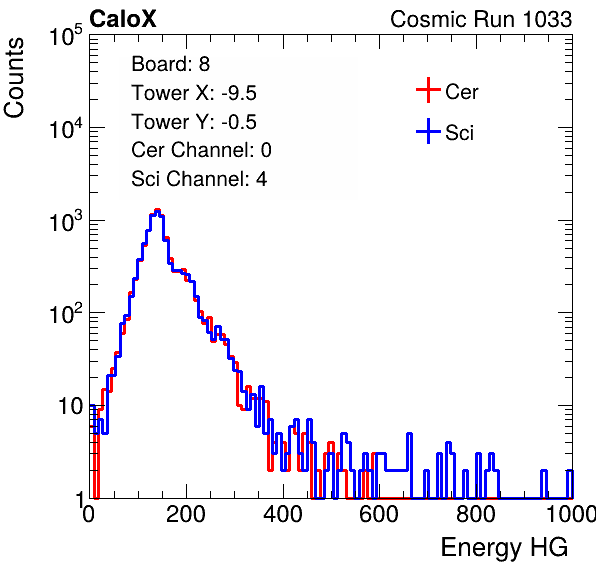 CaloX Cosmic Run 1033
Counts
Board: 8
Tower X: -9.5
Tower Y: -0.5
Cer Channel: 0
Sci Channel: 4
Cer
Sci
10^5
10^4
10^3
10^2
10
1
0 200 400 600 800 1000
Energy HG